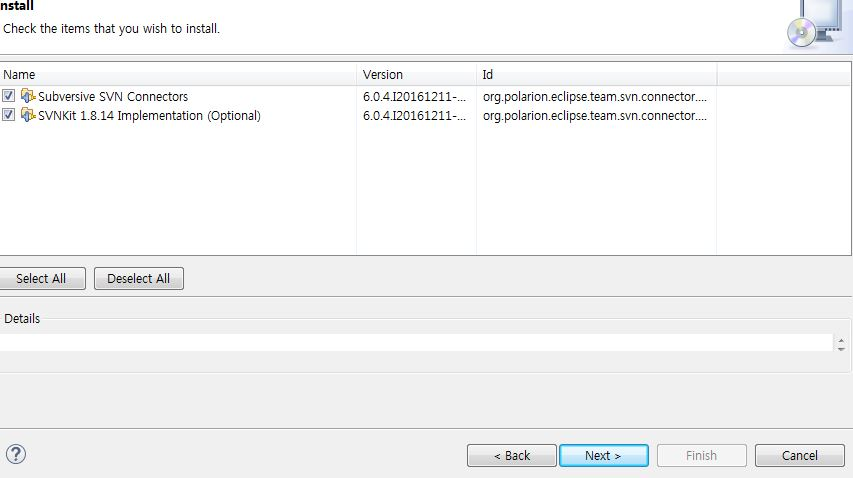 nstall
Check the items that you wish to install.
Name Version Id
Subversive SVN Connectors 6.0.4.I20161211-... org.polarion.eclipse.team.svn.connector....
SVNKit 1.8.14 Implementation (Optional) 6.0.4.I20161211-... org.polarion.eclipse.team.svn.connector....
Select All Deselect All
Details
? < Back Next > Finish Cancel